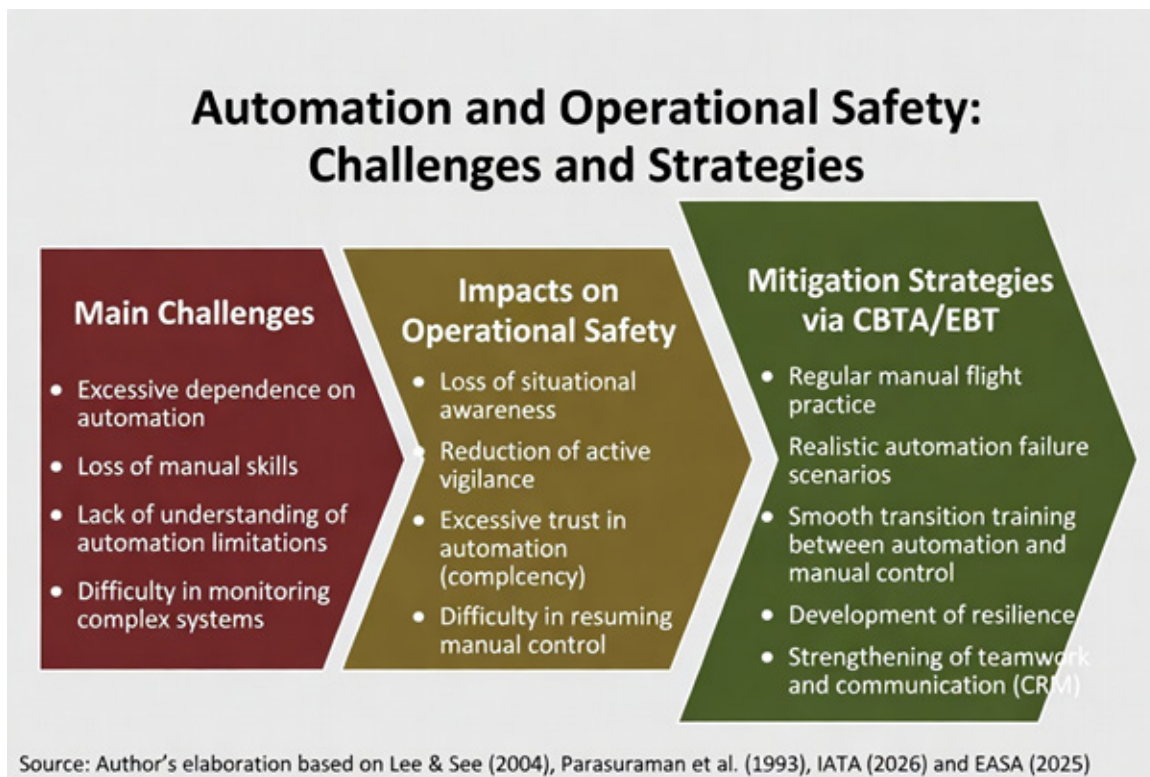 Automation and Operational Safety:
Challenges and Strategies
Main Challenges
• Excessive dependence on
automation
• Loss of manual skills
• Lack of understanding of
automation limitations
• Difficulty in monitoring
complex systems
Impacts on
Operational Safety
• Loss of situational
awareness
• Reduction of active
vigilance
• Excessive trust in
automation
(complcency)
• Difficulty in resuming
manual control
Mitigation Strategies
via CBTA/EBT
• Regular manual flight
practice
Realistic automation failure
scenarios
• Smooth transition training
between automation and
manual control
• Development of resilience
• Strengthening of teamwork
and communication (CRM)
Source: Author's elaboration based on Lee & See (2004), Parasuraman et al. (1993), IATA (2026) and EASA (2025)